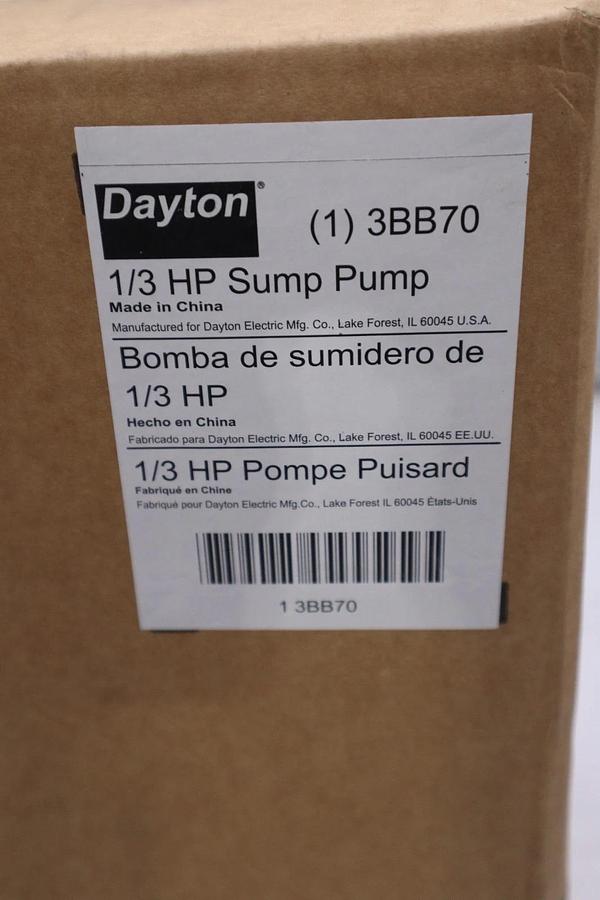 Dayton®
(1) 3BB70
1/3 HP Sump Pump
Made in China
Manufactured for Dayton Electric Mfg. Co., Lake Forest, IL 60045 U.S.A.
Bomba de sumidero de
1/3 HP
Hecho en China
Fabricado para Dayton Electric Mfg. Co., Lake Forest, IL 60045 EE.UU.
1/3 HP Pompe Puisard
Fabriqué en Chine
Fabriqué pour Dayton Electric Mfg.Co., Lake Forest IL 60045 États-Unis
1 3BB70